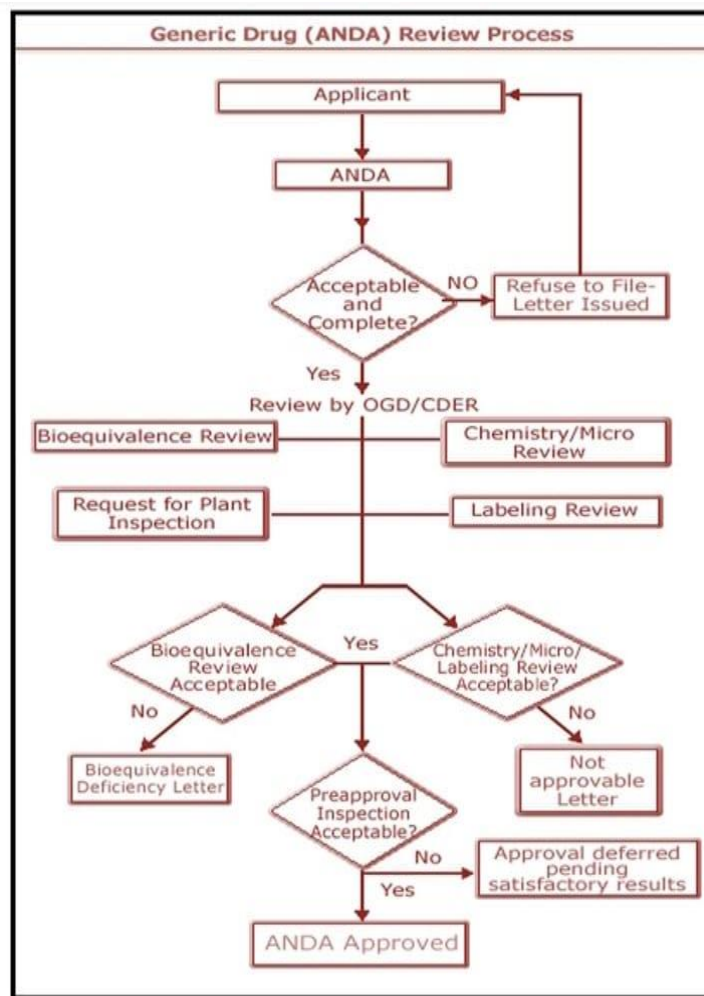 Generic Drug (ANDA) Review Process
Applicant
ANDA
Acceptable
and
Complete?
NO
Refuse to File-
Letter Issued
Yes
Review by OGD/CDER
Bioequivalence Review
Chemistry/Micro
Review
Request for Plant
Inspection
Labeling Review
Bioequivalence
Review
Acceptable
Yes
Chemistry/Micro/
Labeling Review
Acceptable?
No
No
Bioequivalence
Deficiency Letter
Not
approvable
Letter
Preapproval
Inspection
Acceptable?
No
Approval deferred
pending
satisfactory results
Yes
ANDA Approved